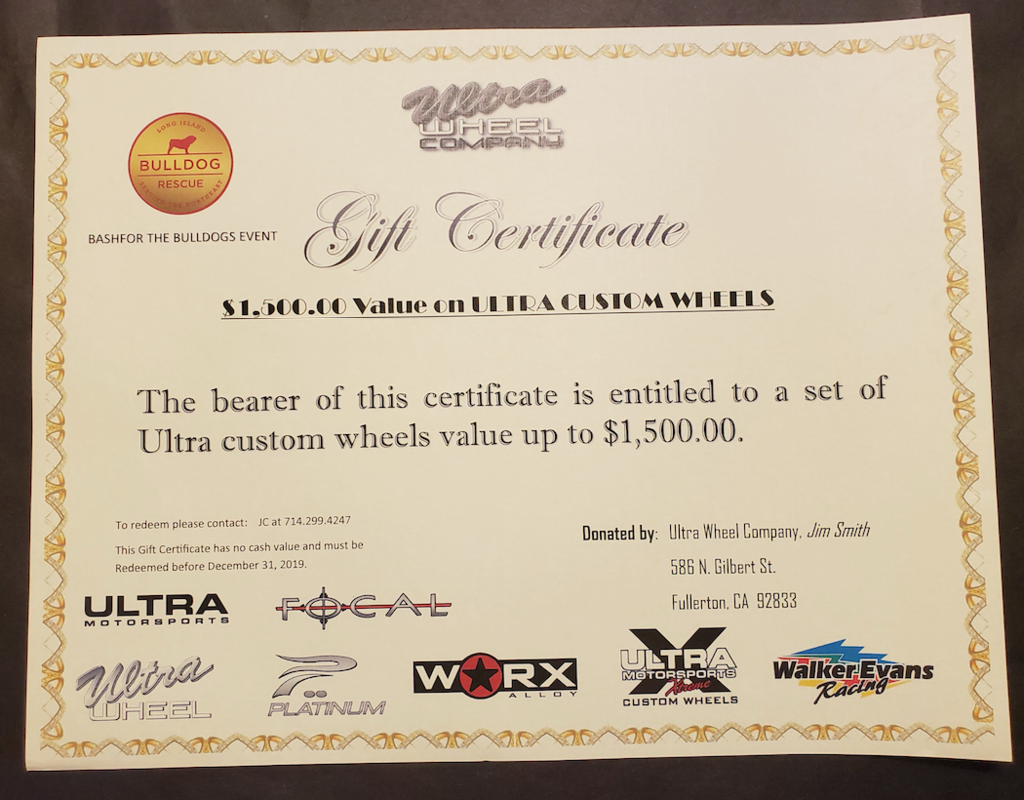 Ultra
WHEEL
COMPANY
LONG ISLAND
BULLDOG
RESCUE
SERVING THE NORTHEAST
BASHFOR THE BULLDOGS EVENT
Gift Certificate
$1,500.00 Value on ULTRA CUSTOM WHEELS
The bearer of this certificate is entitled to a set of
Ultra custom wheels value up to $1,500.00.
To redeem please contact: JC at 714.299.4247
This Gift Certificate has no cash value and must be
Redeemed before December 31, 2019.
Donated by: Ultra Wheel Company, Jim Smith
586 N. Gilbert St.
Fullerton, CA 92833
ULTRA
MOTORSPORTS
FOCAL
Ultra
WHEEL
PLATINUM
WORX
ALLOY
X
ULTRA
MOTORSPORTS
Xtreme
CUSTOM WHEELS
Walker Evans
Racing